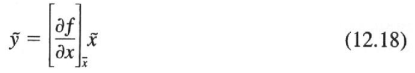 ỹ = [∂f/∂x]_x̄ x̃ (12.18)